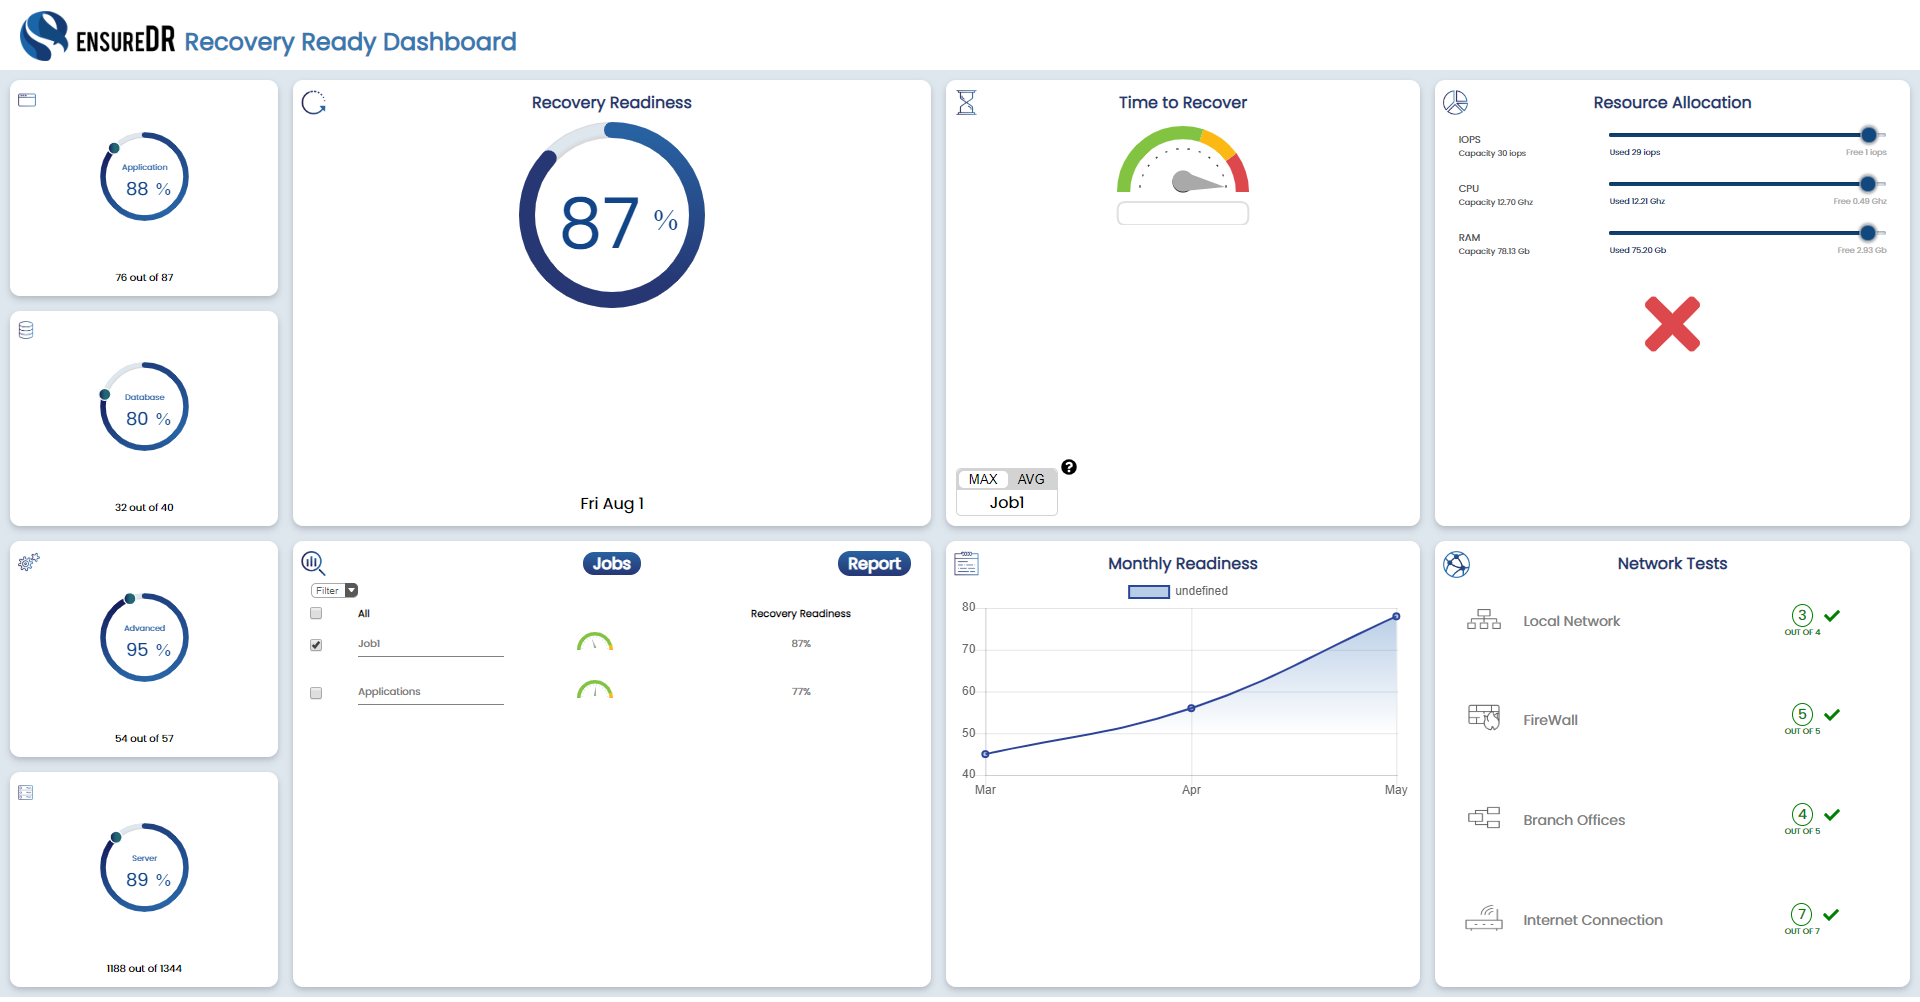 ENSUREDR Recovery Ready Dashboard
Application
88 %
76 out of 87
Database
80 %
32 out of 40
Advanced
95 %
54 out of 57
Server
89 %
1188 out of 1344
Recovery Readiness
87 %
Fri Aug 1
Time to Recover
MAX AVG ?
Job1
Resource Allocation
IOPS
Capacity 30 iops
Used 29 iops
Free 1 iops
CPU
Capacity 12.70 Ghz
Used 12.21 Ghz
Free 0.49 Ghz
RAM
Capacity 78.13 Gb
Used 75.20 Gb
Free 2.93 Gb
Jobs
Report
Filter
All Recovery Readiness
Job1 87%
Applications 77%
Monthly Readiness
undefined
80
70
60
50
40
Mar Apr May
Network Tests
Local Network
3
OUT OF 4
FireWall
5
OUT OF 5
Branch Offices
4
OUT OF 5
Internet Connection
7
OUT OF 7